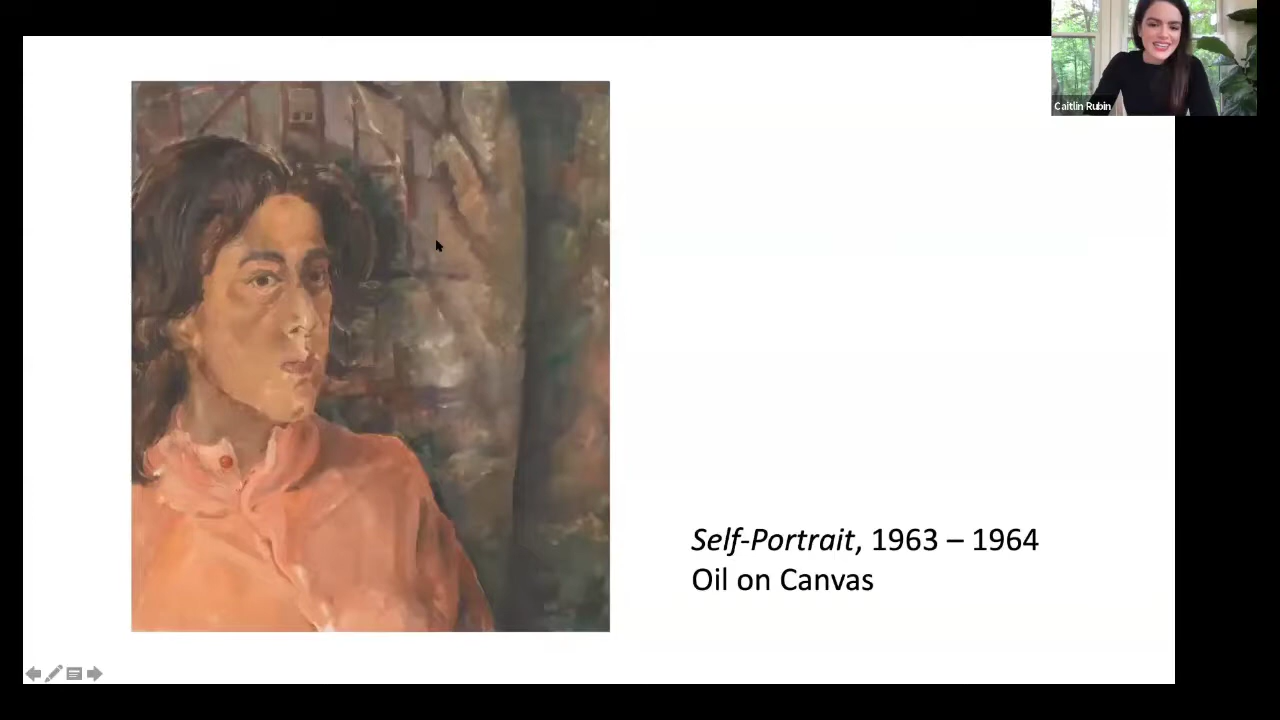 Caitlin Rubin
Self-Portrait, 1963 – 1964
Oil on Canvas